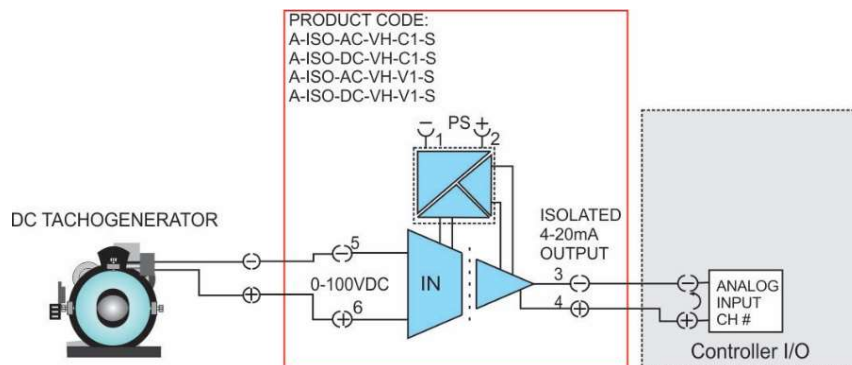 PRODUCT CODE:
A-ISO-AC-VH-C1-S
A-ISO-DC-VH-C1-S
A-ISO-AC-VH-V1-S
A-ISO-DC-VH-V1-S
− PS +
1 2
DC TACHOGENERATOR
ISOLATED
4-20mA
OUTPUT
− − 5
0-100VDC
IN
3 − −
+ + 6
4 + +
ANALOG
INPUT
CH #
Controller I/O